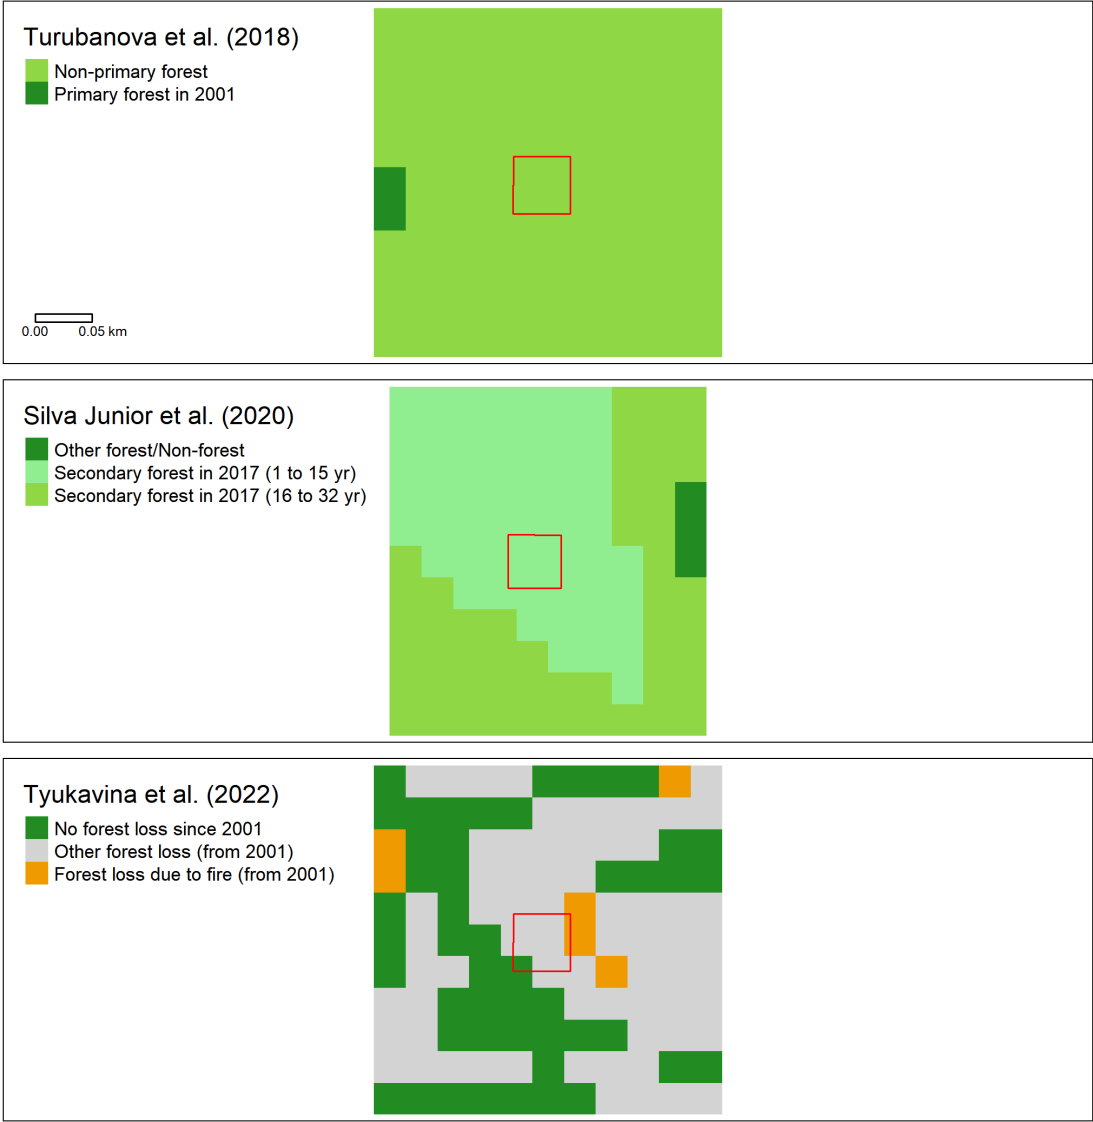 Turubanova et al. (2018)
Non-primary forest
Primary forest in 2001
0.00 0.05 km
Silva Junior et al. (2020)
Other forest/Non-forest
Secondary forest in 2017 (1 to 15 yr)
Secondary forest in 2017 (16 to 32 yr)
Tyukavina et al. (2022)
No forest loss since 2001
Other forest loss (from 2001)
Forest loss due to fire (from 2001)